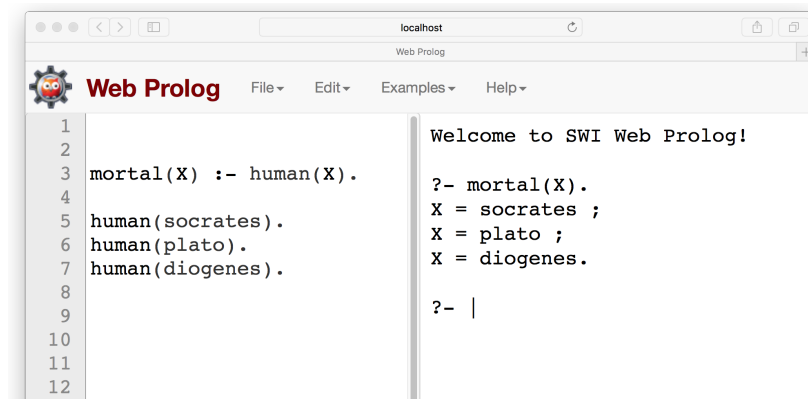 localhost
Web Prolog
Web Prolog File Edit Examples Help
1
2
3 mortal(X) :- human(X).
4
5 human(socrates).
6 human(plato).
7 human(diogenes).
8
9
10
11
12
Welcome to SWI Web Prolog!
?- mortal(X).
X = socrates ;
X = plato ;
X = diogenes.
?-